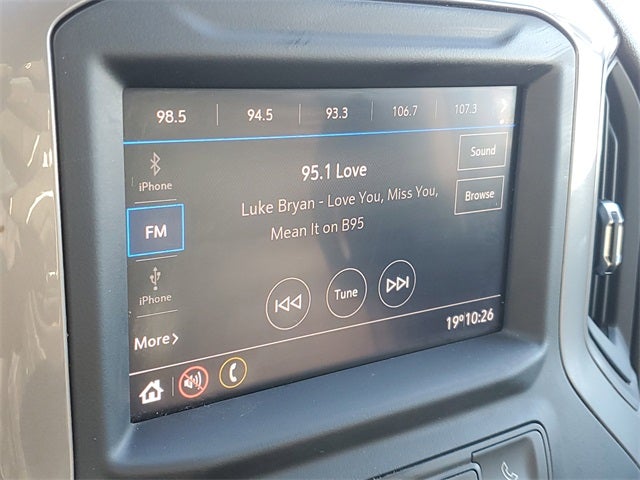 98.5 94.5 93.3 106.7 107.3
95.1 Love
Sound
iPhone
Luke Bryan - Love You, Miss You,
Mean It on B95
Browse
FM
iPhone
Tune
More
19° 10:26